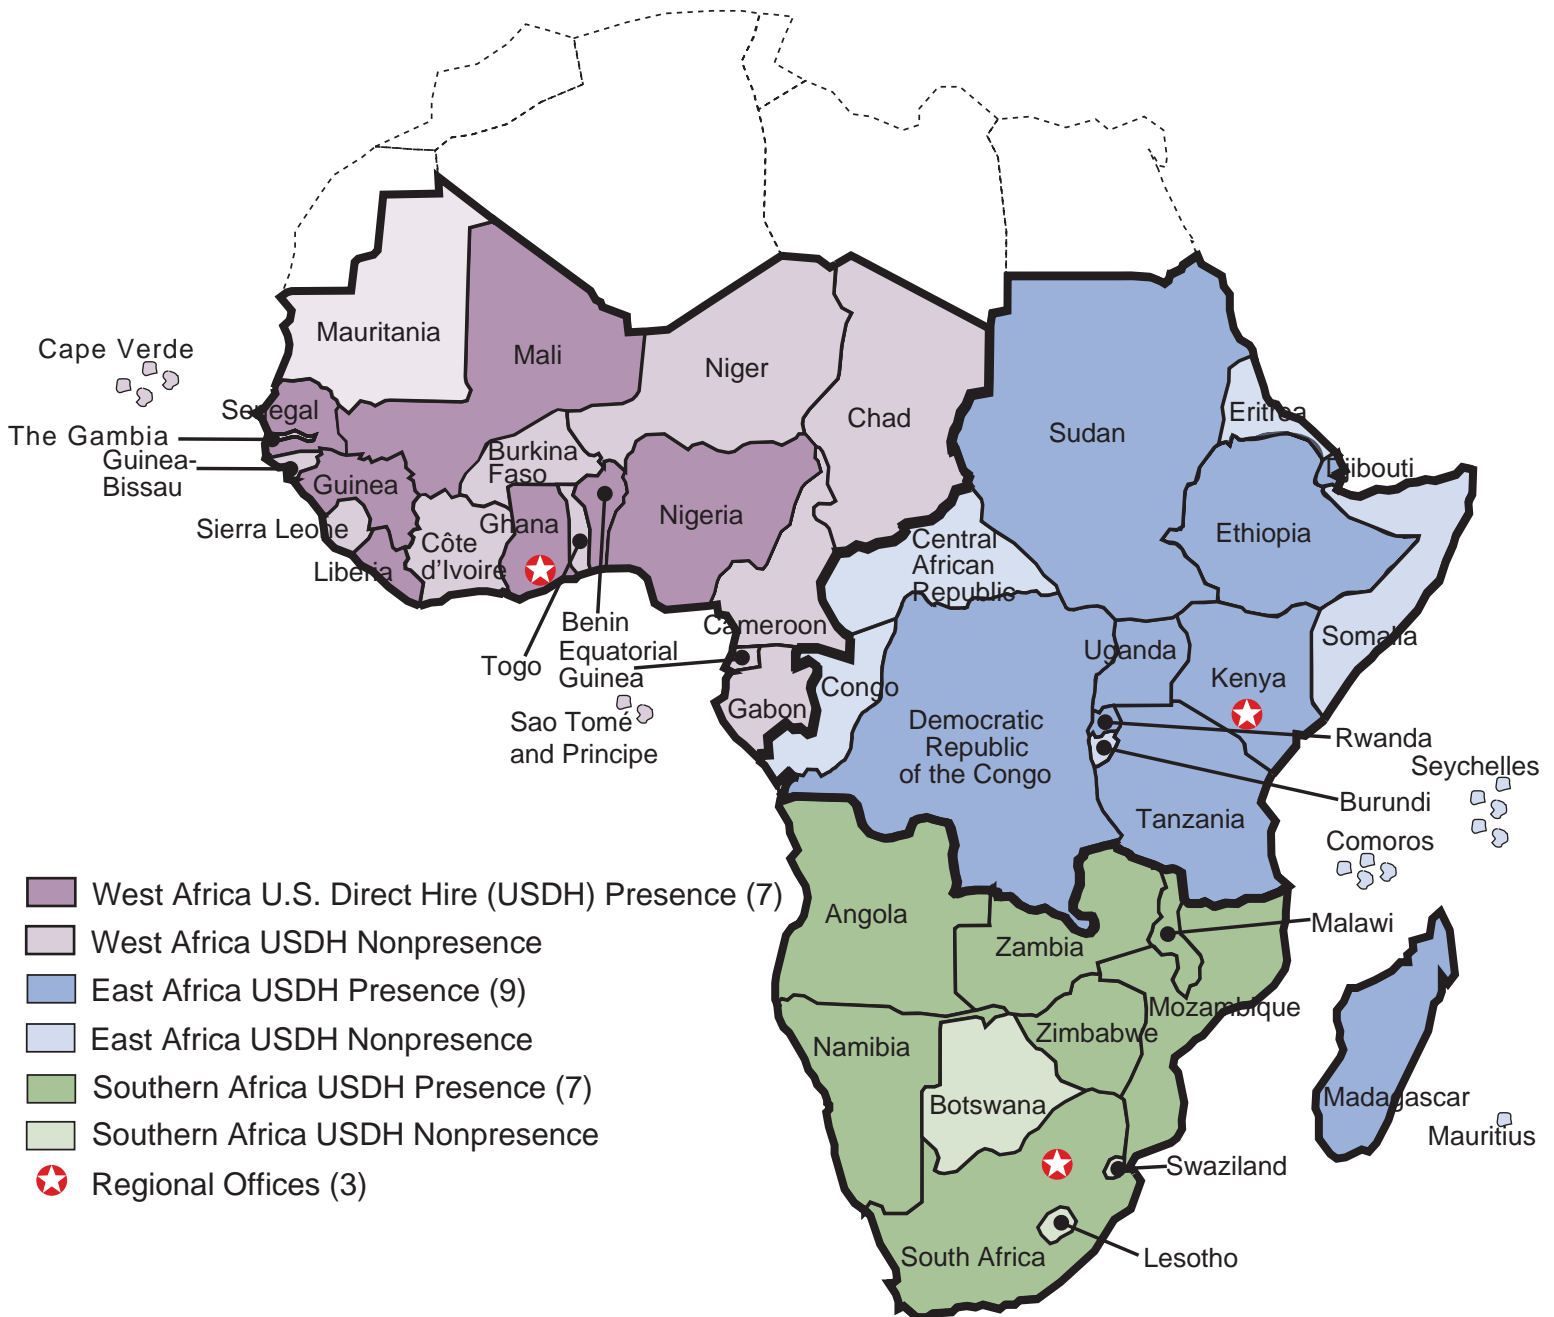 Mauritania
Cape Verde
Mali
Niger
Chad
Senegal
The Gambia
Guinea-
Bissau
Guinea
Burkina
Faso
Sierra Leone
Liberia
Côte
d'Ivoire
Ghana
Nigeria
Togo
Benin
Equatorial
Guinea
Cameroon
Sao Tomé
and Principe
Gabon
Congo
Central
African
Republic
Sudan
Eritrea
Djibouti
Ethiopia
Somalia
Uganda
Kenya
Democratic
Republic
of the Congo
Rwanda
Burundi
Tanzania
Seychelles
Comoros
Angola
Zambia
Malawi
Mozambique
Zimbabwe
Namibia
Botswana
Madagascar
Mauritius
Swaziland
South Africa
Lesotho
West Africa U.S. Direct Hire (USDH) Presence (7)
West Africa USDH Nonpresence
East Africa USDH Presence (9)
East Africa USDH Nonpresence
Southern Africa USDH Presence (7)
Southern Africa USDH Nonpresence
Regional Offices (3)